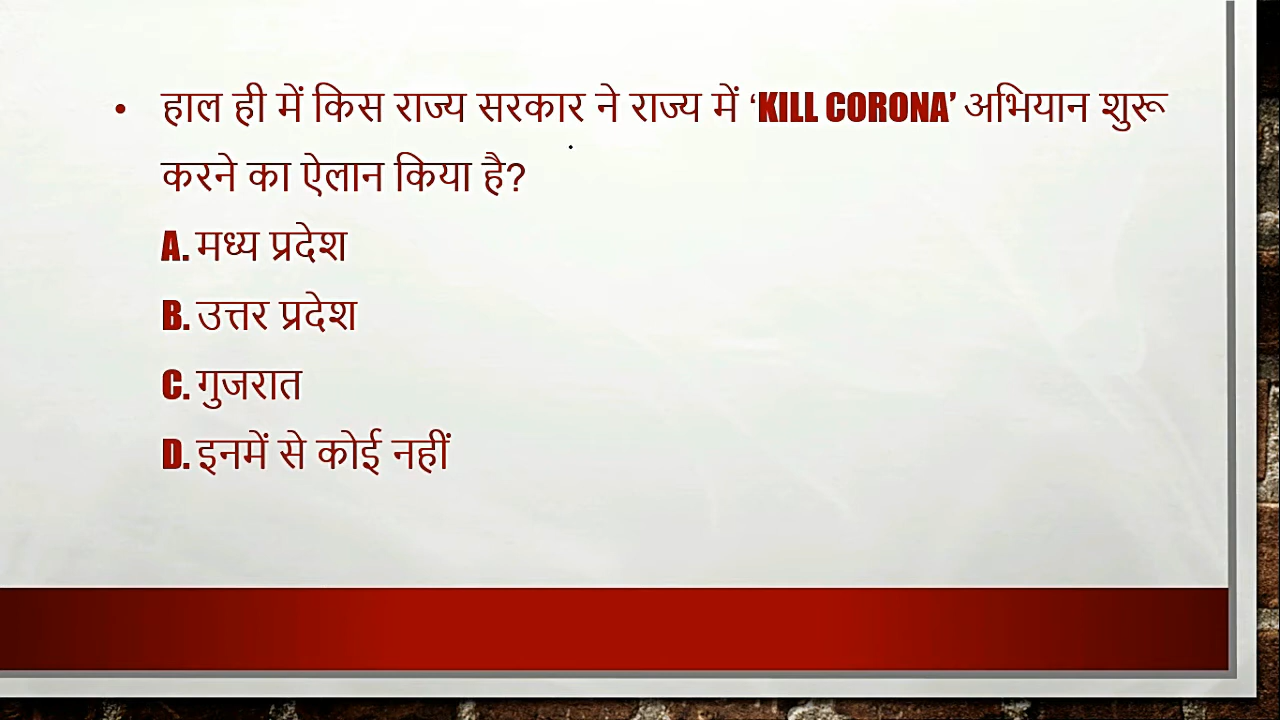 • हाल ही में किस राज्य सरकार ने राज्य में ‘KILL CORONA’ अभियान शुरू
करने का ऐलान किया है?
A. मध्य प्रदेश
B. उत्तर प्रदेश
C. गुजरात
D. इनमें से कोई नहीं